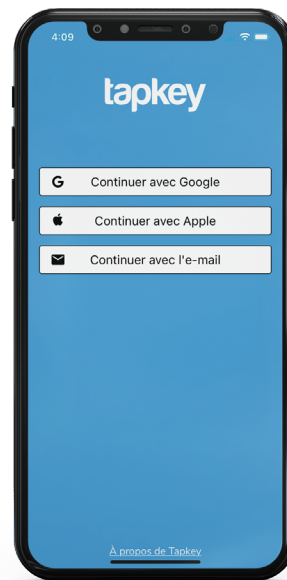 4:09
tapkey
Continuer avec Google
Continuer avec Apple
Continuer avec l'e-mail
À propos de Tapkey